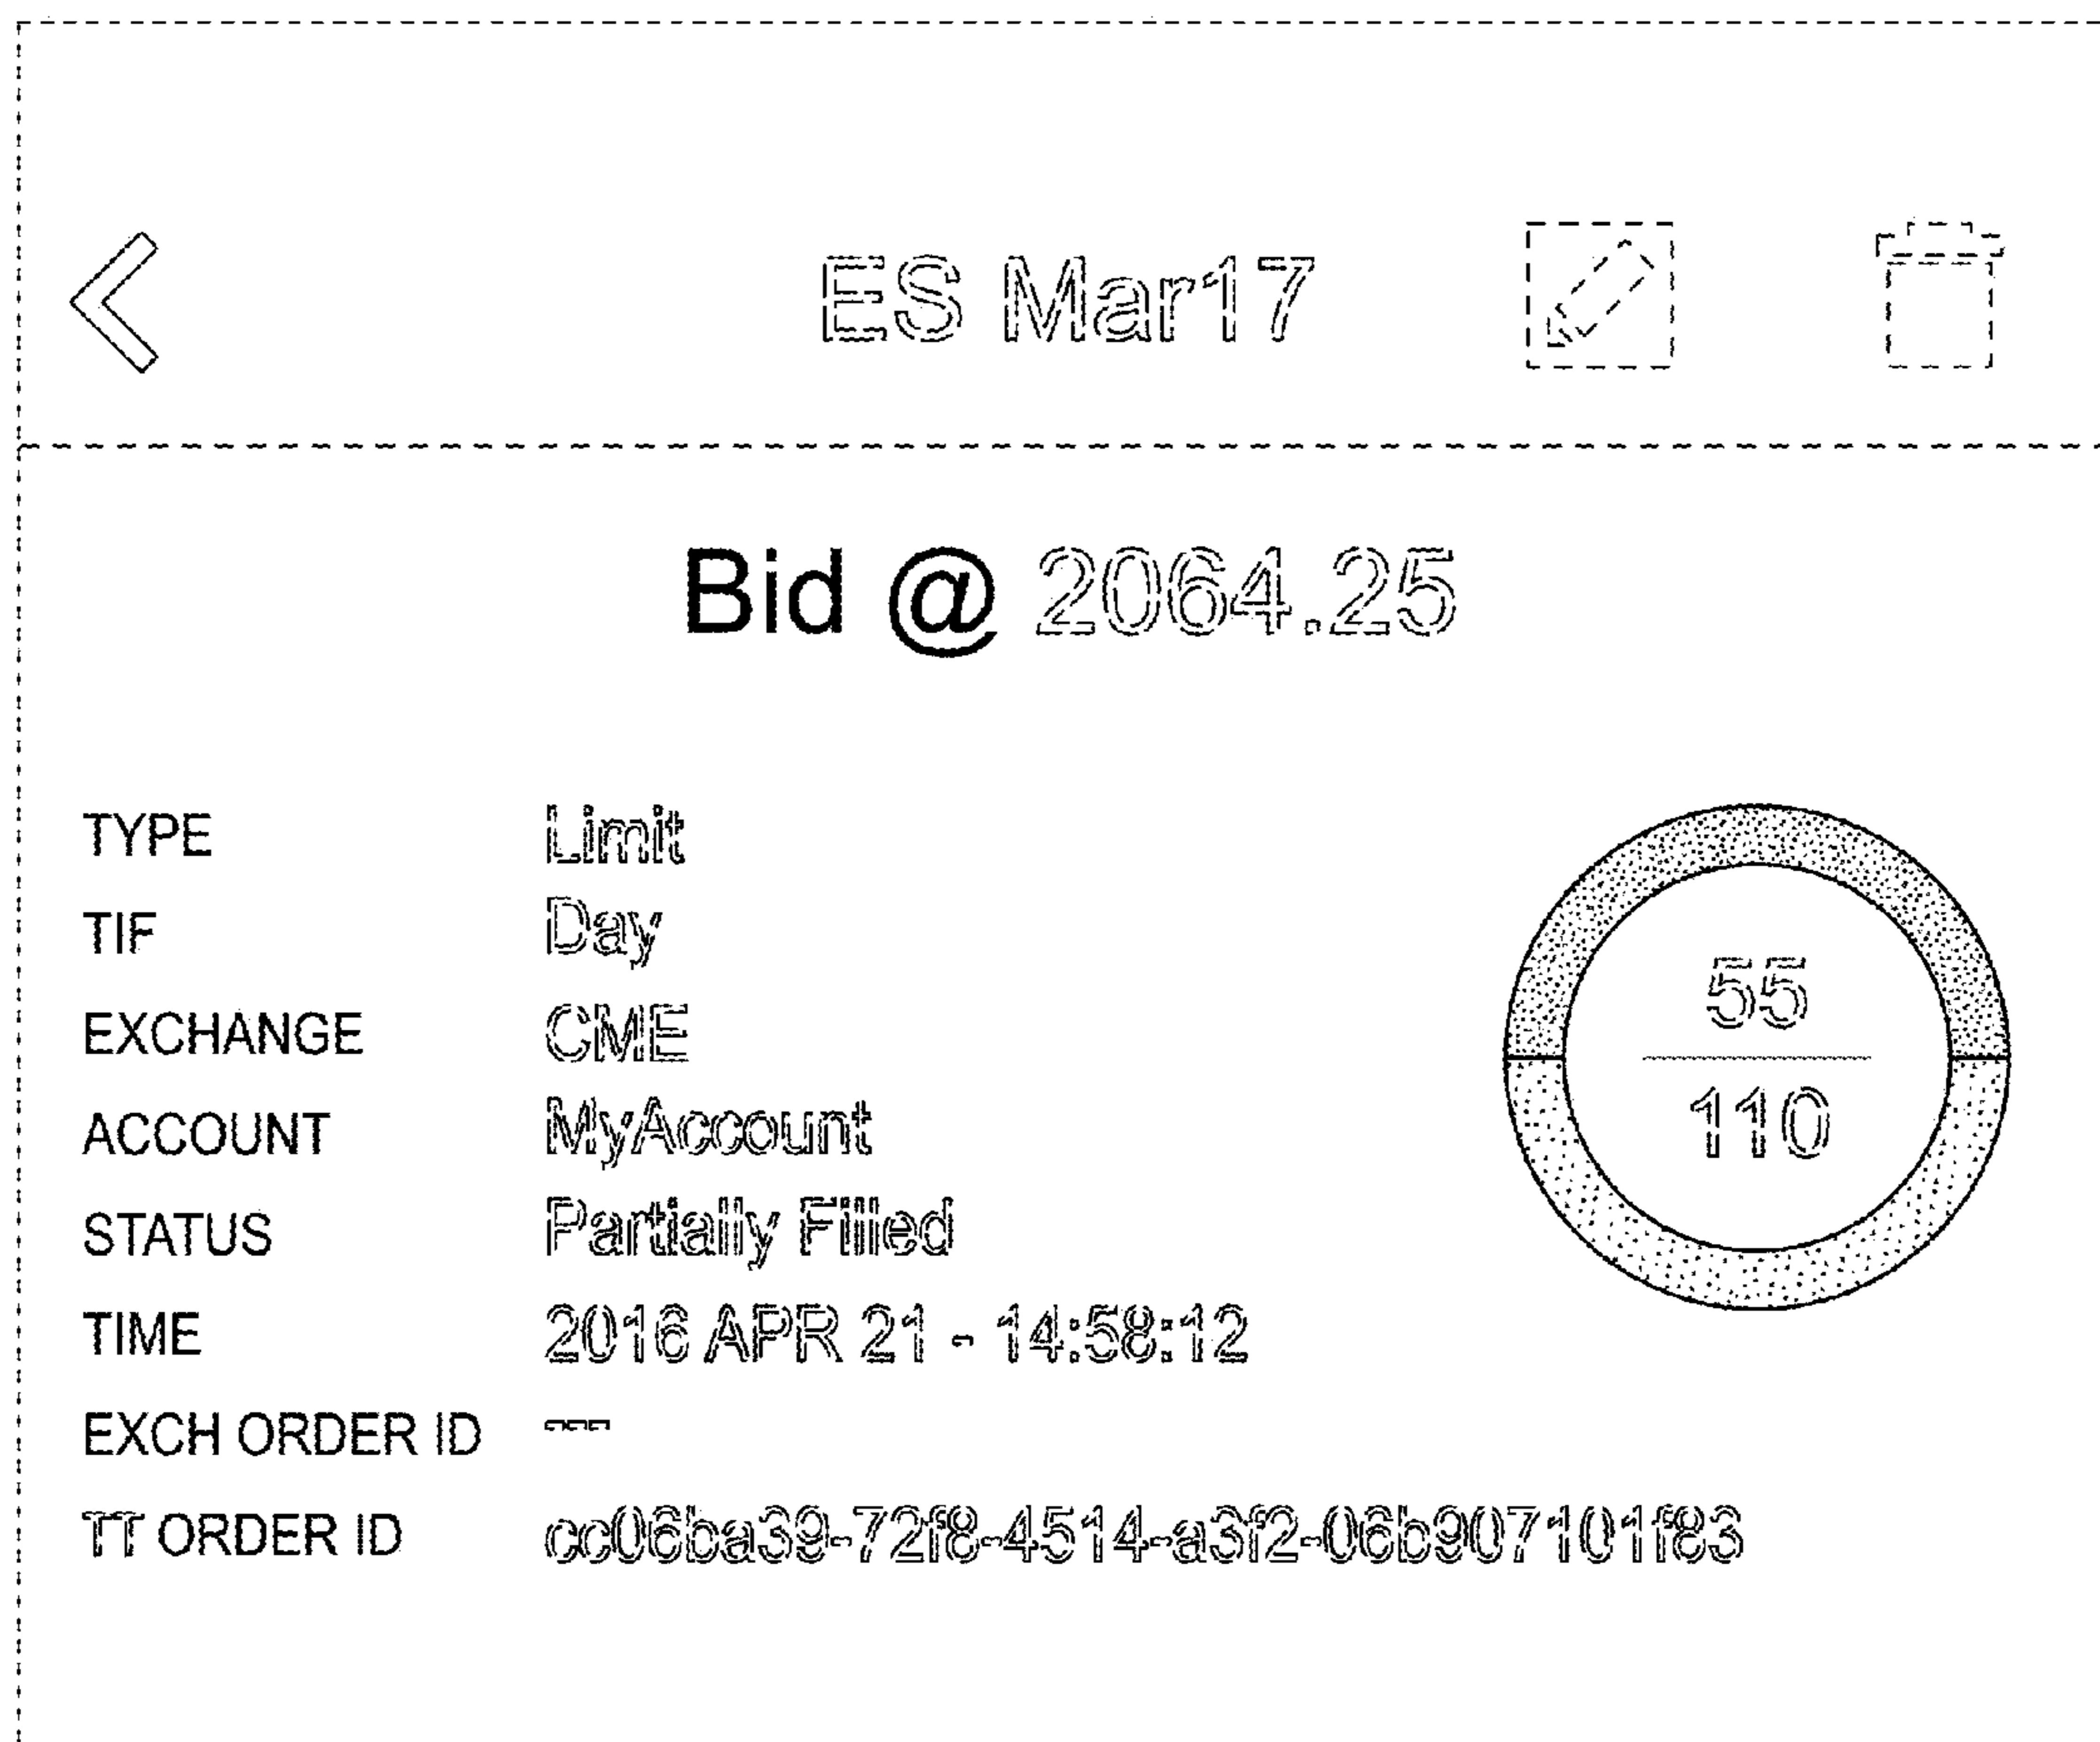 ES Mar17
Bid @ 2064.25
TYPE Limit
TIF Day
EXCHANGE CME
ACCOUNT MyAccount
STATUS Partially Filled
TIME 2016 APR 21 - 14:58:12
EXCH ORDER ID ---
TT ORDER ID cc06ba39-72f8-4514-a3f2-06b907101f83
55
110